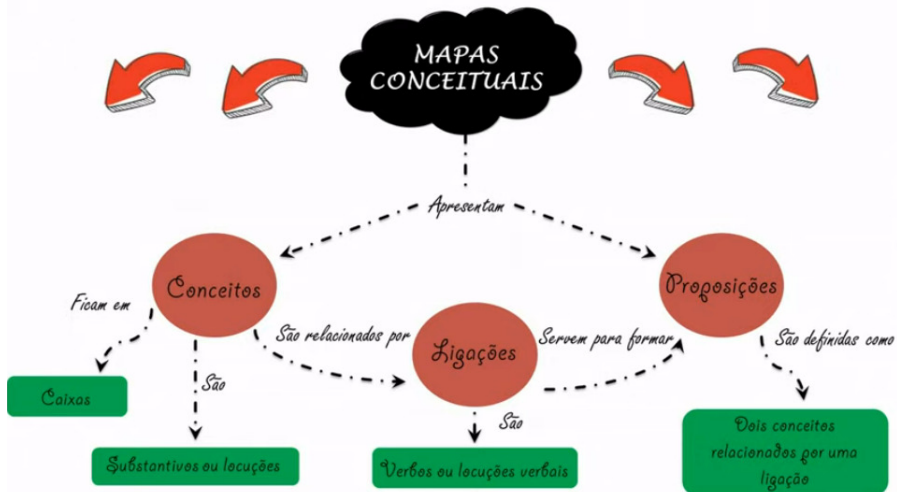 MAPAS
CONCEITUAIS
Apresentam
Conceitos
Proposições
Ficam em
São relacionados por
Ligações
Servem para formar
São definidas como
Caixas
São
São
Substantivos ou locuções
Verbos ou locuções verbais
Dois conceitos
relacionados por uma
ligação